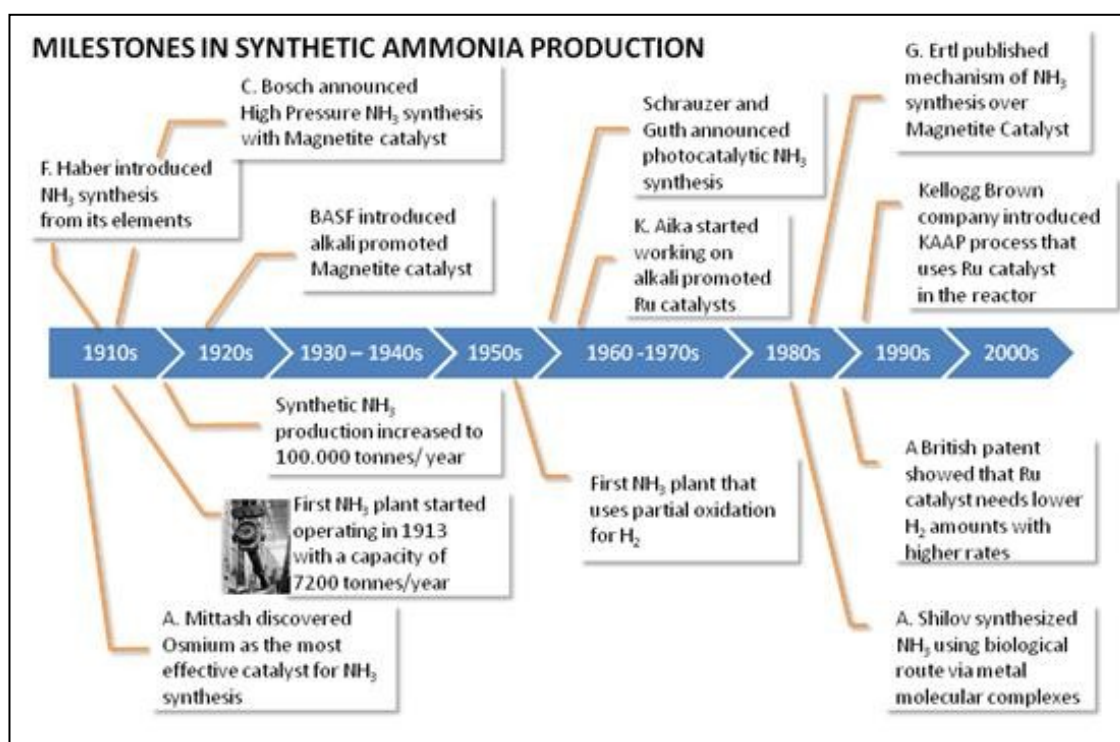 MILESTONES IN SYNTHETIC AMMONIA PRODUCTION
C. Bosch announced
High Pressure NH₃ synthesis
with Magnetite catalyst
F. Haber introduced
NH₃ synthesis
from its elements
BASF introduced
alkali promoted
Magnetite catalyst
Schrauzer and
Guth announced
photocatalytic NH₃
synthesis
K. Aika started
working on
alkali promoted
Ru catalysts
G. Ertl published
mechanism of NH₃
synthesis over
Magnetite Catalyst
Kellogg Brown
company introduced
KAAP process that
uses Ru catalyst
in the reactor
1910s
1920s
1930 – 1940s
1950s
1960 -1970s
1980s
1990s
2000s
Synthetic NH₃
production increased to
100.000 tonnes/ year
First NH₃ plant started
operating in 1913
with a capacity of
7200 tonnes/year
A. Mittash discovered
Osmium as the most
effective catalyst for NH₃
synthesis
First NH₃ plant that
uses partial oxidation
for H₂
A British patent
showed that Ru
catalyst needs lower
H₂ amounts with
higher rates
A. Shilov synthesized
NH₃ using biological
route via metal
molecular complexes